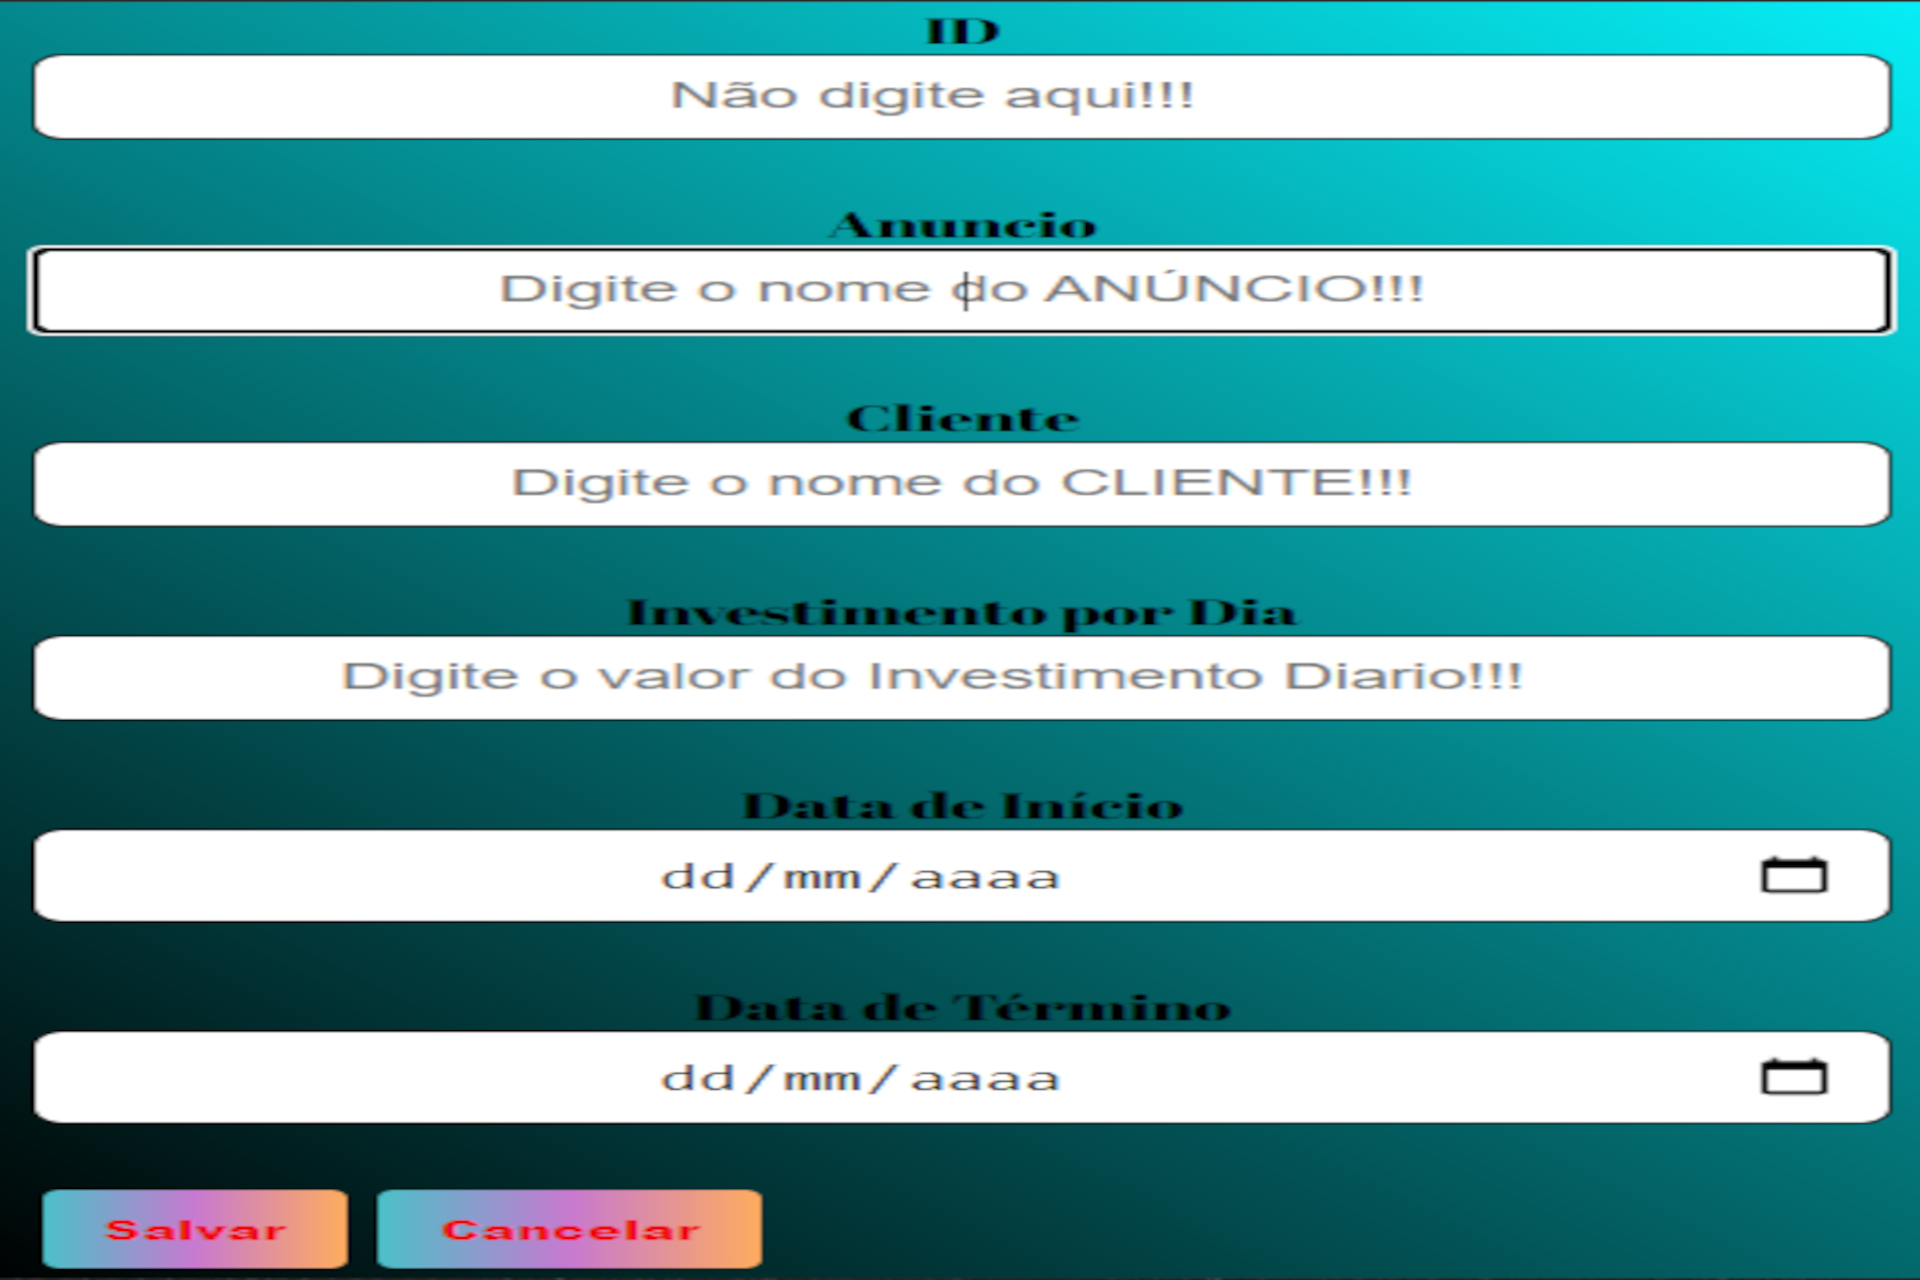 ID
Não digite aqui!!!
Anuncio
Digite o nome do ANÚNCIO!!!
Cliente
Digite o nome do CLIENTE!!!
Investimento por Dia
Digite o valor do Investimento Diario!!!
Data de Início
dd/mm/aaaa
Data de Término
dd/mm/aaaa
Salvar Cancelar